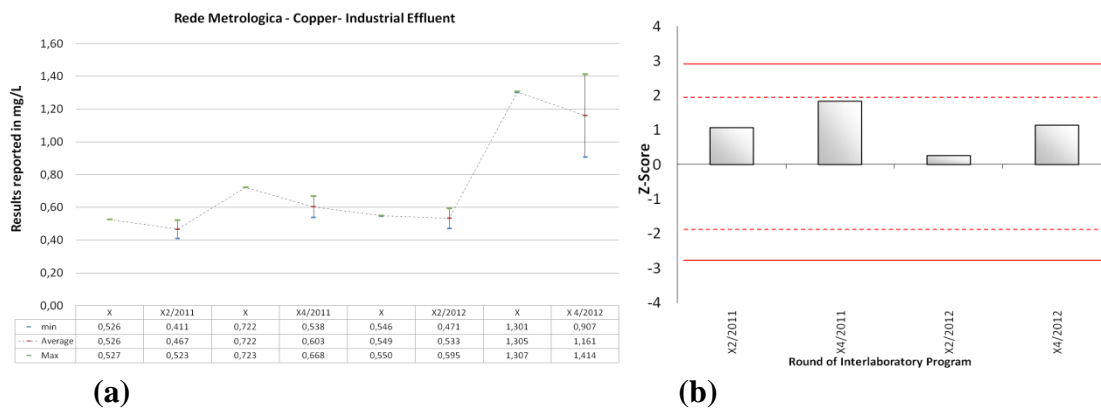 Rede Metrologica - Copper- Industrial Effluent
Results reported in mg/L
1,60
1,40
1,20
1,00
0,80
0,60
0,40
0,20
0,00
X X2/2011 X X4/2011 X X2/2012 X X 4/2012
min 0,526 0,411 0,722 0,538 0,546 0,471 1,301 0,907
Average 0,526 0,467 0,722 0,603 0,549 0,533 1,305 1,161
Max 0,527 0,523 0,723 0,668 0,550 0,595 1,307 1,414
(a)
Z-Score
4
3
2
1
0
-1
-2
-3
-4
X2/2011
X4/2011
X2/2012
X4/2012
Round of Interlaboratory Program
(b)